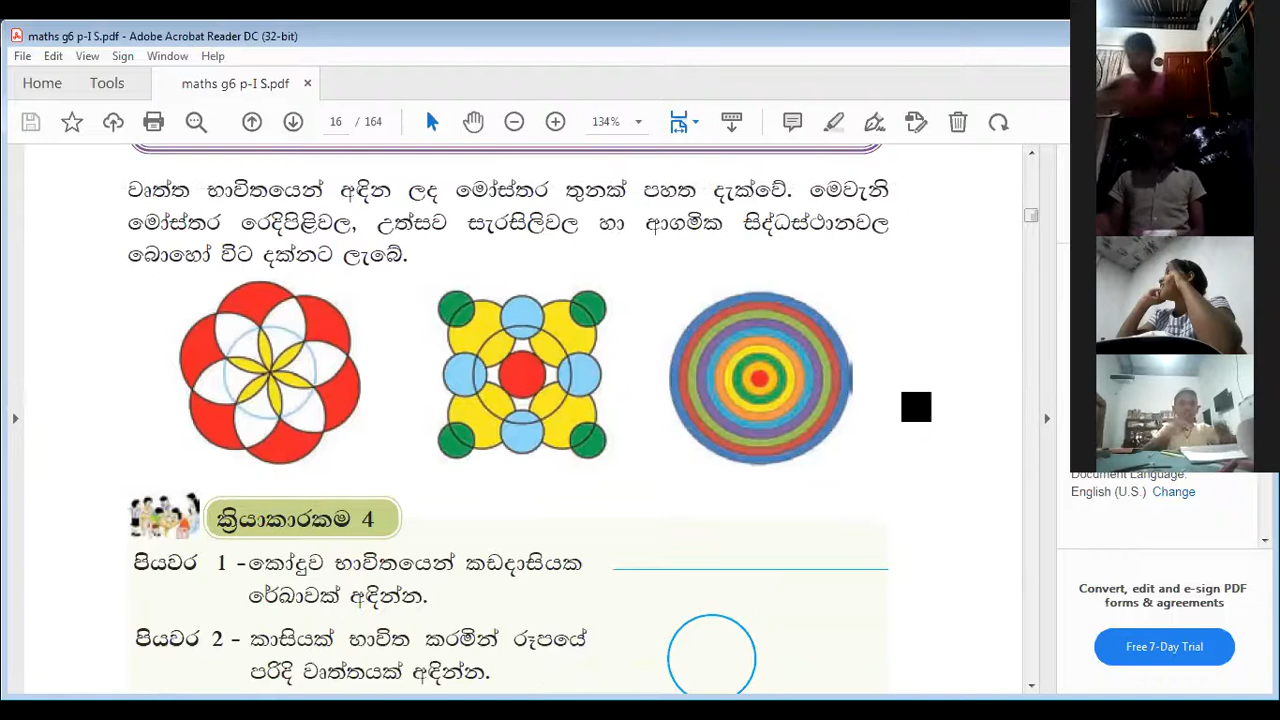 maths g6 p-I S.pdf - Adobe Acrobat Reader DC (32-bit)
File Edit View Sign Window Help
Home Tools maths g6 p-I S.pdf ×
16 / 164 134%
වෘත්ත භාවිතයෙන් අඳින ලද මෝස්තර තුනක් පහත දැක්වේ. මෙවැනි
මෝස්තර රෙදිපිළිවල, උත්සව සැරසිලිවල හා ආගමික සිද්ධස්ථානවල
බොහෝ විට දක්නට ලැබේ.
ක්‍රියාකාරකම 4
පියවර 1 -කෝදුව භාවිතයෙන් කඩදාසියක
රේඛාවක් අඳින්න.
පියවර 2 - කාසියක් භාවිත කරමින් රූපයේ
පරිදි වෘත්තයක් අඳින්න.
Document Language:
English (U.S.) Change
Convert, edit and e-sign PDF
forms & agreements
Free 7-Day Trial